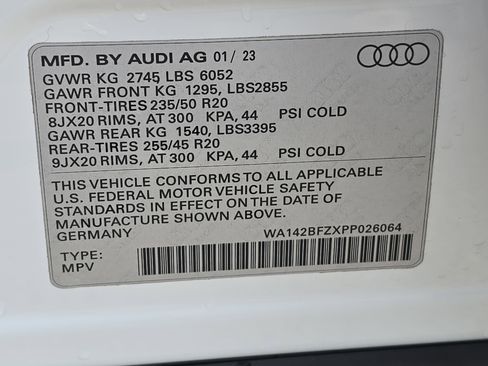 MFD. BY AUDI AG 01/23
GVWR KG 2745 LBS 6052
GAWR FRONT KG 1295, LBS2855
FRONT-TIRES 235/50 R20
8JX20 RIMS, AT 300 KPA, 44 PSI COLD
GAWR REAR KG 1540, LBS3395
REAR-TIRES 255/45 R20
9JX20 RIMS, AT 300 KPA, 44 PSI COLD
THIS VEHICLE CONFORMS TO ALL APPLICABLE
U.S. FEDERAL MOTOR VEHICLE SAFETY
STANDARDS IN EFFECT ON THE DATE OF
MANUFACTURE SHOWN ABOVE.
GERMANY WA142BFZXPP026064
TYPE:
MPV